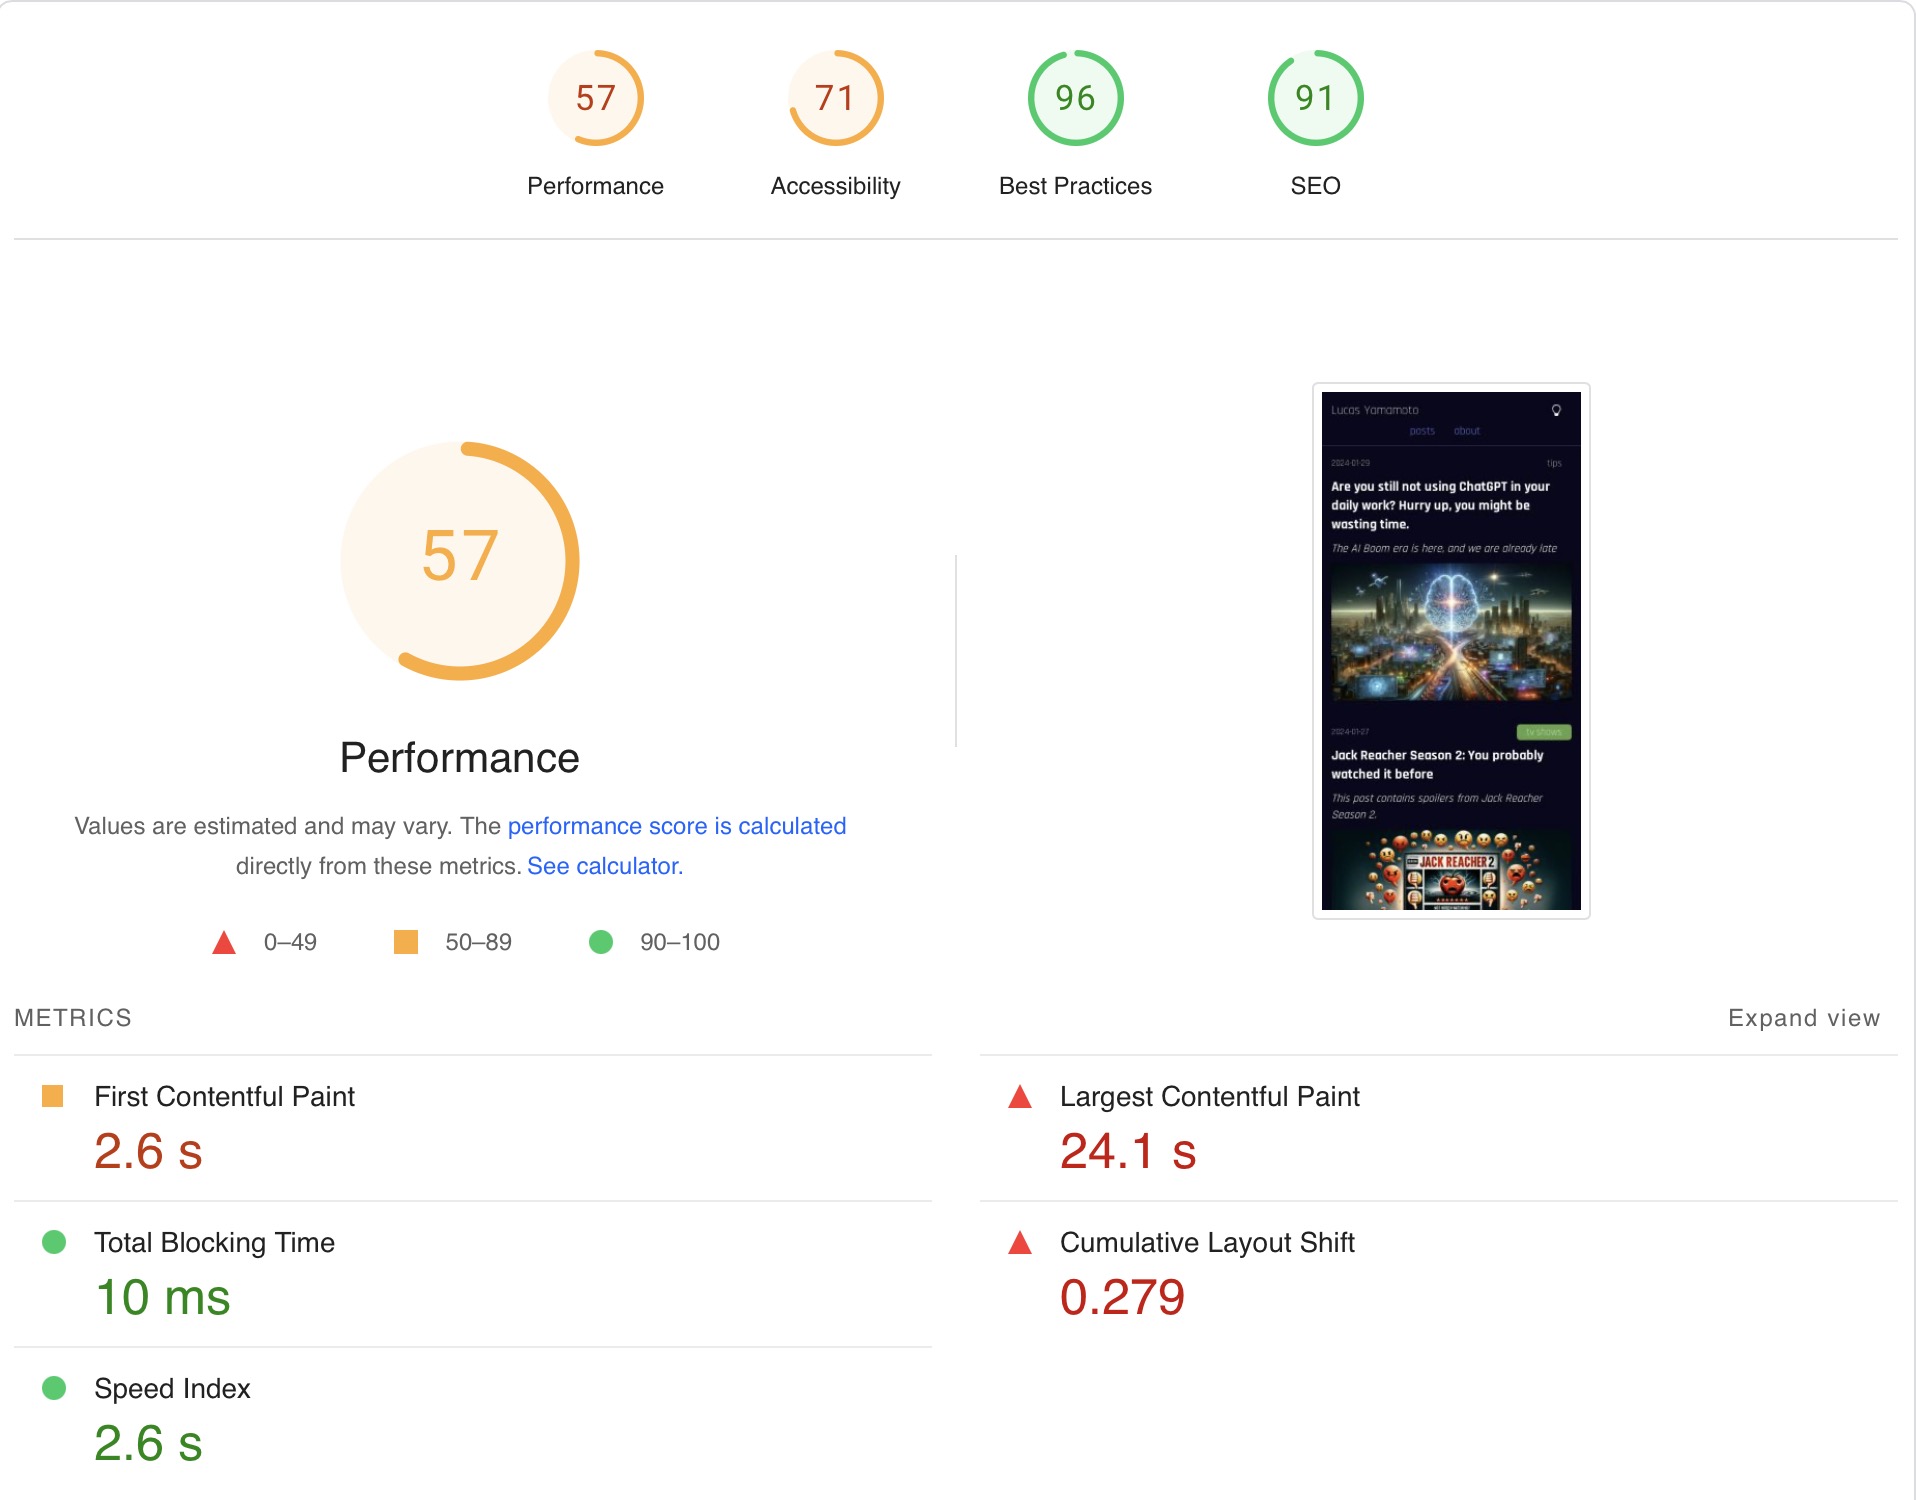 57
71
96
91
Performance
Accessibility
Best Practices
SEO
57
Performance
Values are estimated and may vary. The performance score is calculated
directly from these metrics. See calculator.
0–49
50–89
90–100
Lucas Yamamoto
posts about
2024-01-29 tips
Are you still not using ChatGPT in your
daily work? Hurry up, you might be
wasting time.
The AI Boom era is here, and we are already late
2024-01-27 tv shows
Jack Reacher Season 2: You probably
watched it before
This post contains spoilers from Jack Reacher
Season 2.
JACK REACHER 2
METRICS
Expand view
First Contentful Paint
2.6 s
Largest Contentful Paint
24.1 s
Total Blocking Time
10 ms
Cumulative Layout Shift
0.279
Speed Index
2.6 s